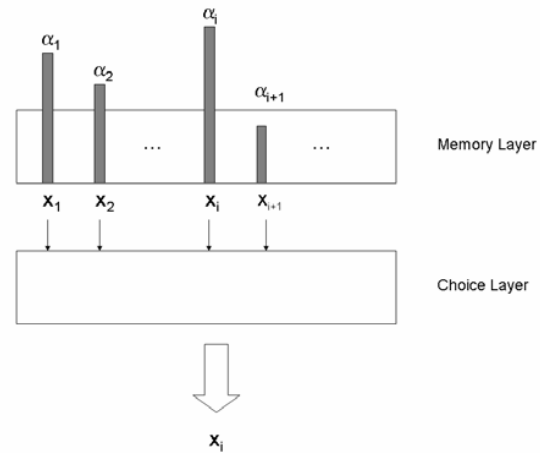 α₁ α₂ αᵢ αᵢ₊₁
... ... Memory Layer
x₁ x₂ xᵢ xᵢ₊₁
Choice Layer
xᵢ